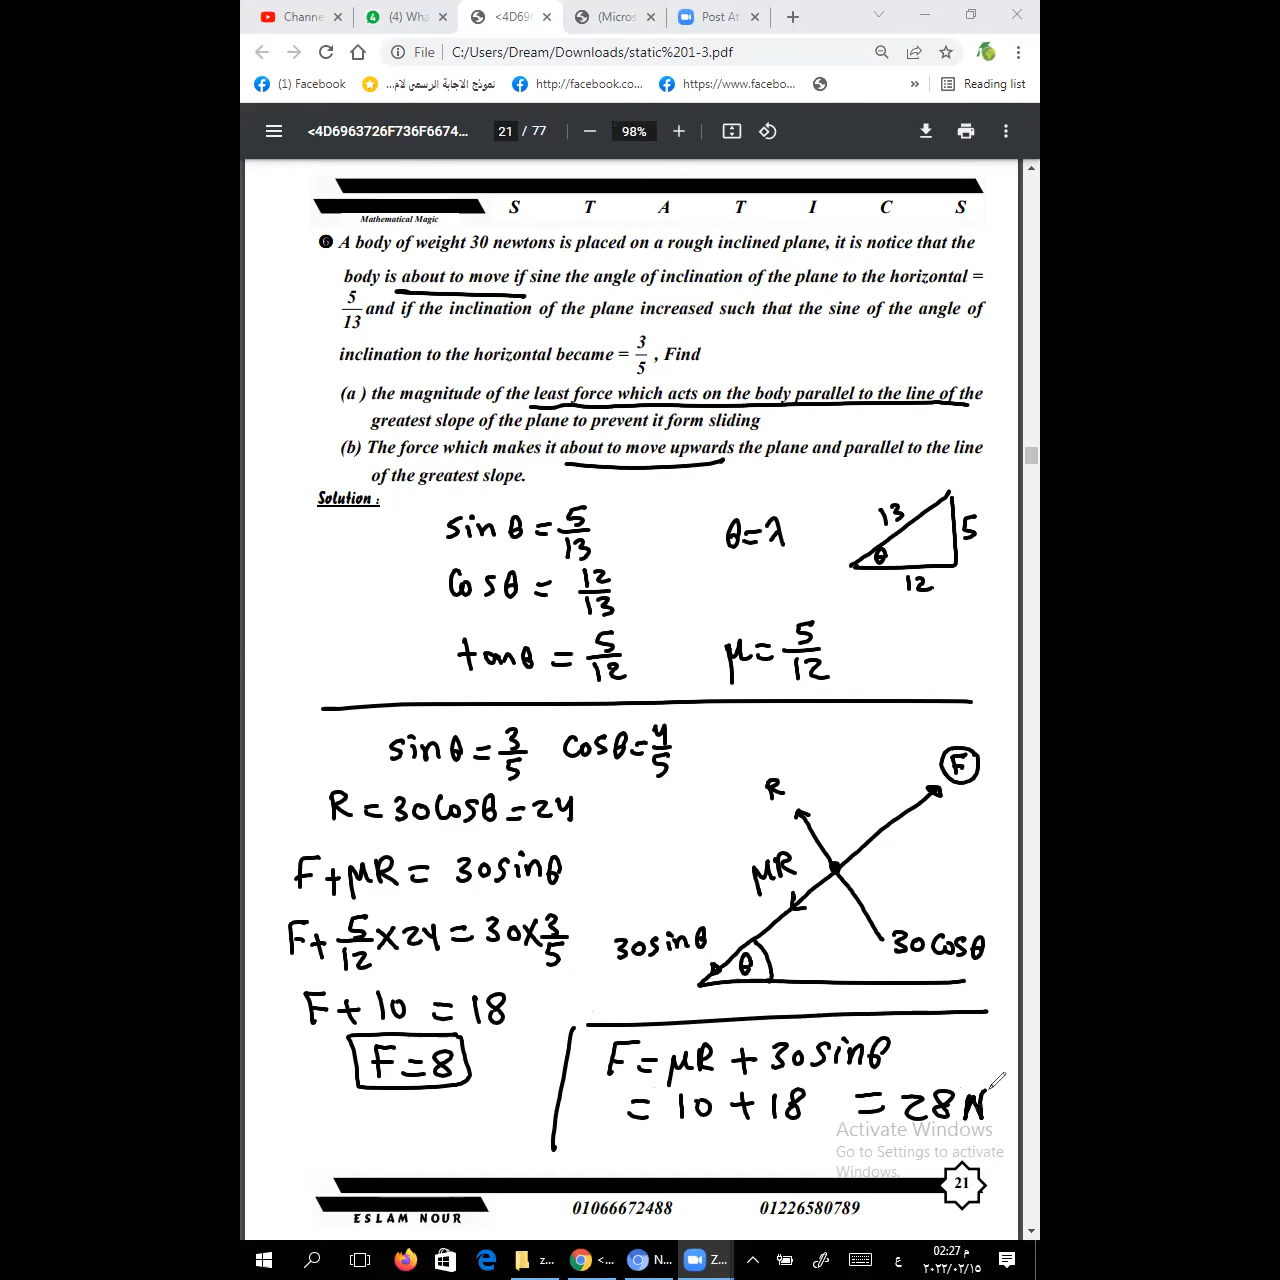 Channe
(4) Wha
<4D69
(Micros
Post At
File C:/Users/Dream/Downloads/static%201-3.pdf
(1) Facebook
نموذج الاجابة الرسمى لام...
http://facebook.co...
https://www.facebo...
»
Reading list
<4D6963726F736F6674...
21 / 77
98%
S T A T I C S
Mathematical Magic
6 A body of weight 30 newtons is placed on a rough inclined plane, it is notice that the
body is about to move if sine the angle of inclination of the plane to the horizontal =
5/13 and if the inclination of the plane increased such that the sine of the angle of
inclination to the horizontal became = 3/5 , Find
(a ) the magnitude of the least force which acts on the body parallel to the line of the
greatest slope of the plane to prevent it form sliding
(b) The force which makes it about to move upwards the plane and parallel to the line
of the greatest slope.
Solution :
sin θ = 5/13
θ = λ
13
5
θ
12
Cos θ = 12/13
tan θ = 5/12
μ = 5/12
sin θ = 3/5 Cos θ = 4/5
R = 30 Cos θ = 24
F + μR = 30 sin θ
F + 5/12 × 24 = 30 × 3/5
F + 10 = 18
F = 8
F
R
μR
30 sin θ
θ
30 Cos θ
F = μR + 30 sin θ
= 10 + 18 = 28 N
Activate Windows
Go to Settings to activate
Windows.
21
01066672488
01226580789
ESLAM NOUR
z...
<...
N...
Z...
ع
02:27 م
٢٠٢٢/٠٢/١٥